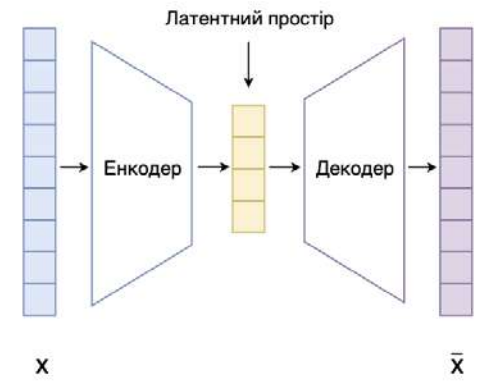 Латентний простір
Енкодер
Декодер
X
X̄